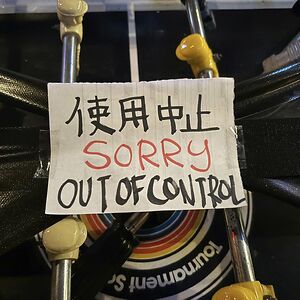 使用中止
SORRY
OUT OF CONTROL
Tournament S